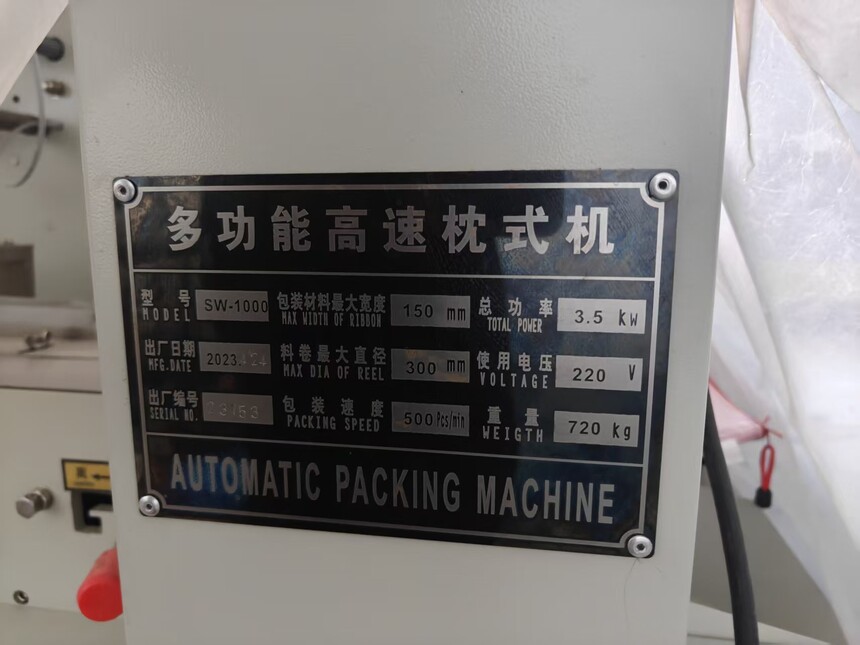 多功能高速枕式机
型号 SW-1000 包装材料最大宽度 150 mm 总功率 3.5 kw
MODEL MAX WIDTH OF RIBBON TOTAL POWER
出厂日期 2023. 料卷最大直径 300 mm 使用电压 220 V
MFG.DATE MAX DIA OF REEL VOLTAGE
出厂编号 包装速度 500Pcs/min 重量 720 kg
SERIAL NO. PACKING SPEED WEIGTH
AUTOMATIC PACKING MACHINE